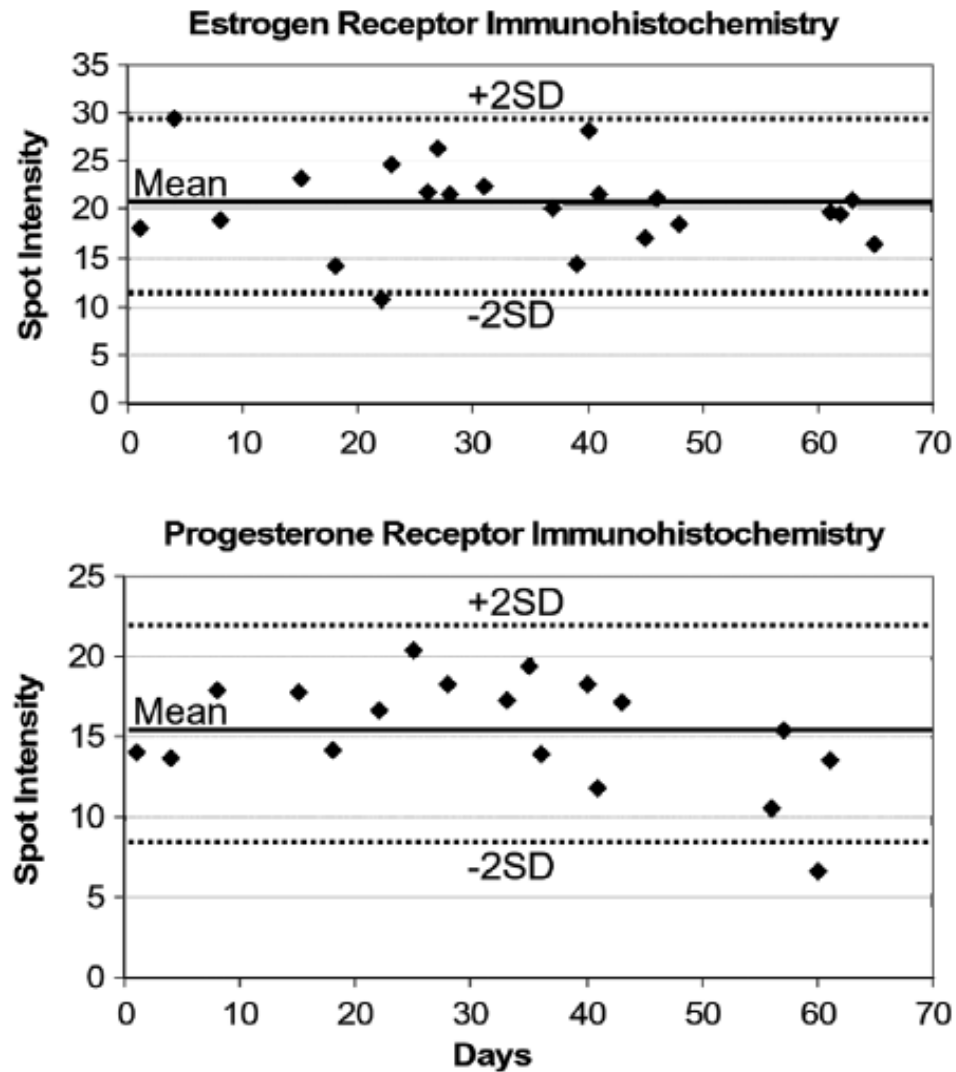 Estrogen Receptor Immunohistochemistry
35
+2SD
30
25
Mean
20
15
10
-2SD
5
0
Spot Intensity
0 10 20 30 40 50 60 70
Progesterone Receptor Immunohistochemistry
25
+2SD
20
Mean
15
10
-2SD
5
0
Spot Intensity
0 10 20 30 40 50 60 70
Days